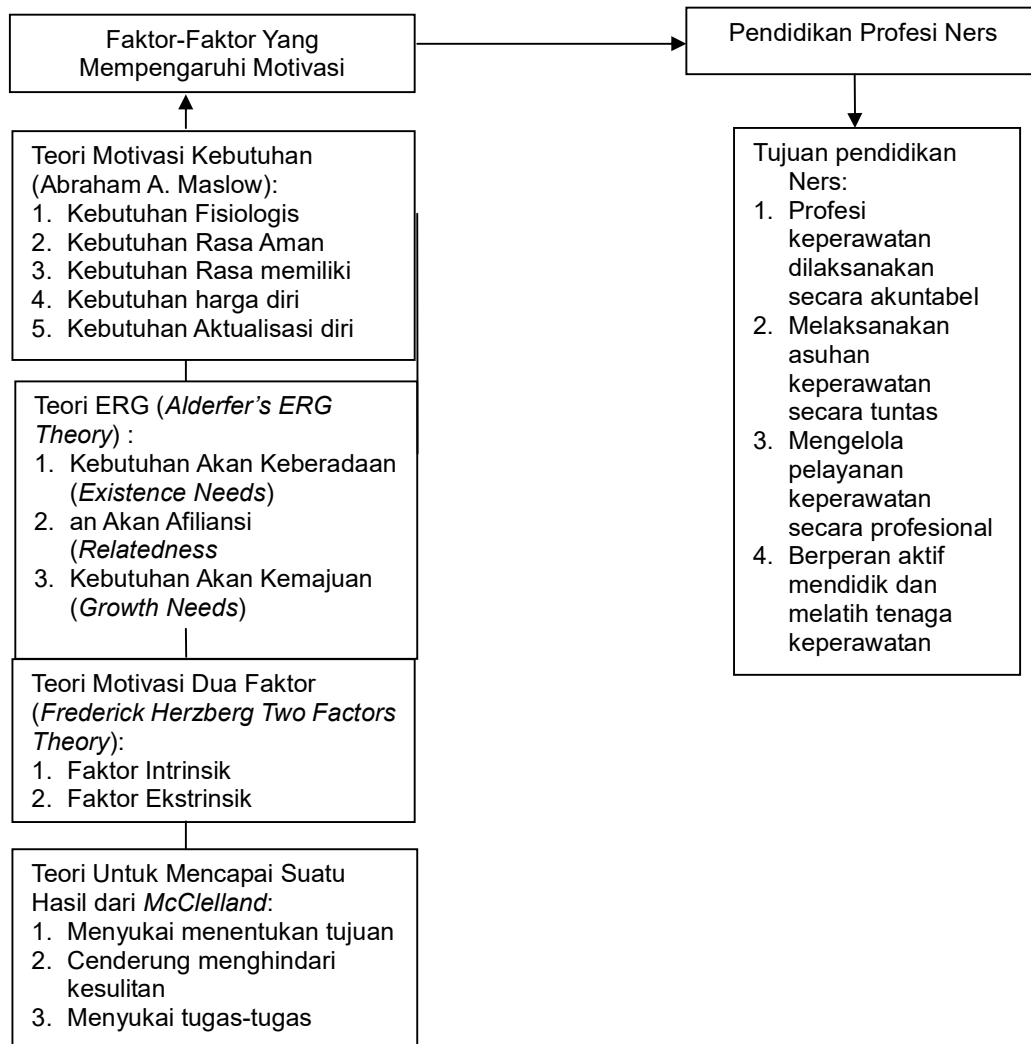 Faktor-Faktor Yang
Mempengaruhi Motivasi
Pendidikan Profesi Ners
Teori Motivasi Kebutuhan
(Abraham A. Maslow):
1. Kebutuhan Fisiologis
2. Kebutuhan Rasa Aman
3. Kebutuhan Rasa memiliki
4. Kebutuhan harga diri
5. Kebutuhan Aktualisasi diri
Teori ERG (Alderfer’s ERG
Theory) :
1. Kebutuhan Akan Keberadaan
(Existence Needs)
2. an Akan Afiliansi
(Relatedness
3. Kebutuhan Akan Kemajuan
(Growth Needs)
Teori Motivasi Dua Faktor
(Frederick Herzberg Two Factors
Theory):
1. Faktor Intrinsik
2. Faktor Ekstrinsik
Teori Untuk Mencapai Suatu
Hasil dari McClelland:
1. Menyukai menentukan tujuan
2. Cenderung menghindari
kesulitan
3. Menyukai tugas-tugas
Tujuan pendidikan
Ners:
1. Profesi
keperawatan
dilaksanakan
secara akuntabel
2. Melaksanakan
asuhan
keperawatan
secara tuntas
3. Mengelola
pelayanan
keperawatan
secara profesional
4. Berperan aktif
mendidik dan
melatih tenaga
keperawatan